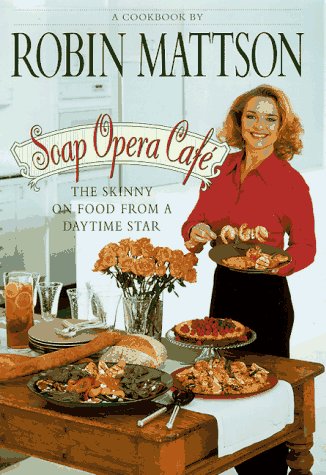 A COOKBOOK BY
ROBIN MATTSON
Soap Opera Café
THE SKINNY
ON FOOD FROM A
DAYTIME STAR